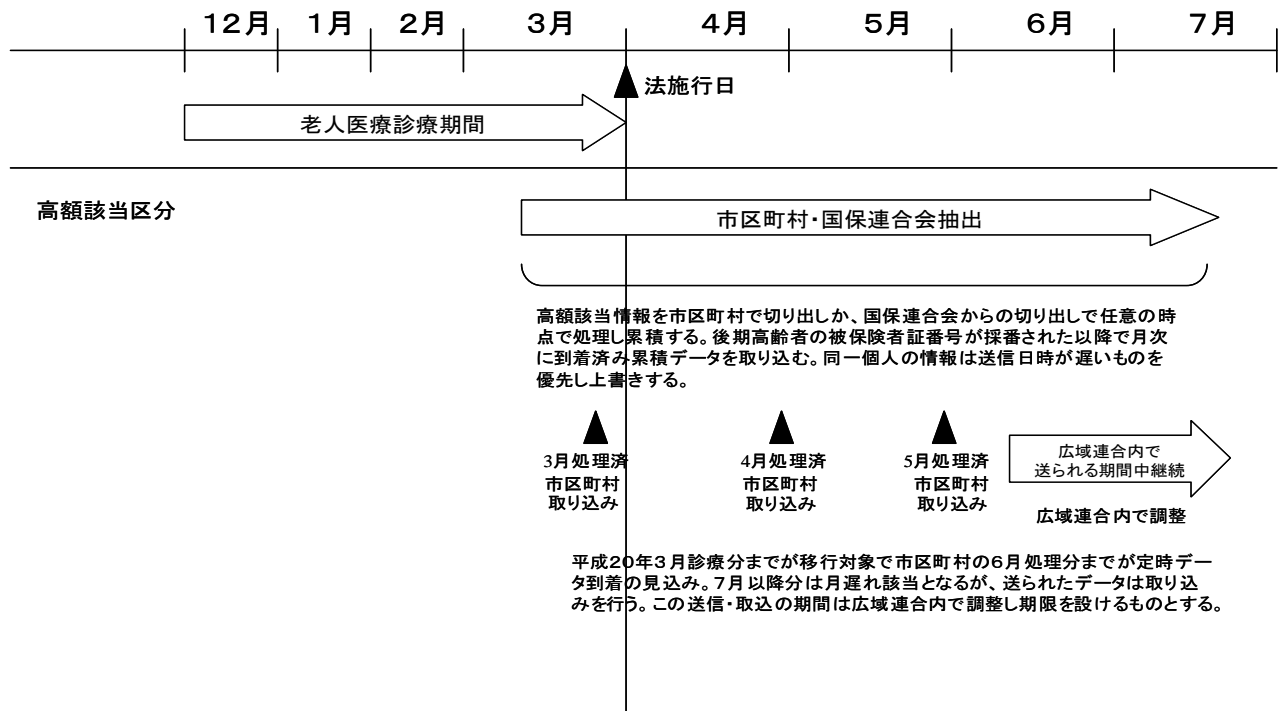 12月 1月 2月 3月 4月 5月 6月 7月
法施行日
老人医療診療期間
高額該当区分
市区町村・国保連合会抽出
高額該当情報を市区町村で切り出しか、国保連合会からの切り出しで任意の時
点で処理し累積する。後期高齢者の被保険者証番号が採番された以降で月次
に到着済み累積データを取り込む。同一個人の情報は送信日時が遅いものを
優先し上書きする。
3月処理済
市区町村
取り込み
4月処理済
市区町村
取り込み
5月処理済
市区町村
取り込み
広域連合内で
送られる期間中継続
広域連合内で調整
平成20年3月診療分までが移行対象で市区町村の6月処理分までが定時デー
タ到着の見込み。7月以降分は月遅れ該当となるが、送られたデータは取り込
みを行う。この送信・取込の期間は広域連合内で調整し期限を設けるものとする。